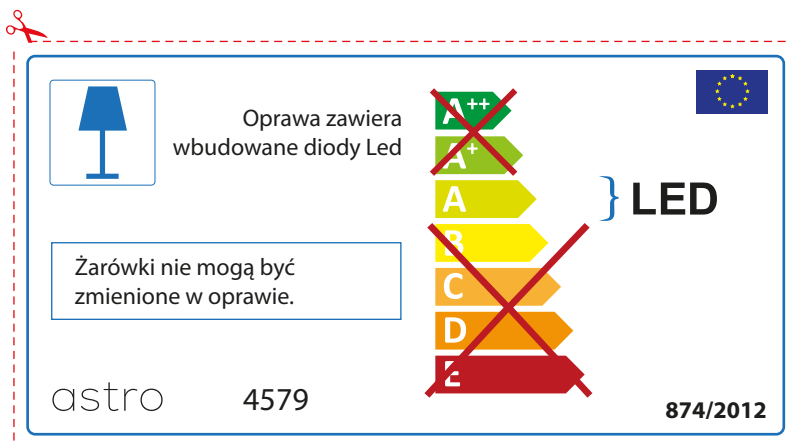 Oprawa zawiera
wbudowane diody Led
A++
A+
A
B
C
D
E
LED
Żarówki nie mogą być
zmienione w oprawie.
astro
4579
874/2012